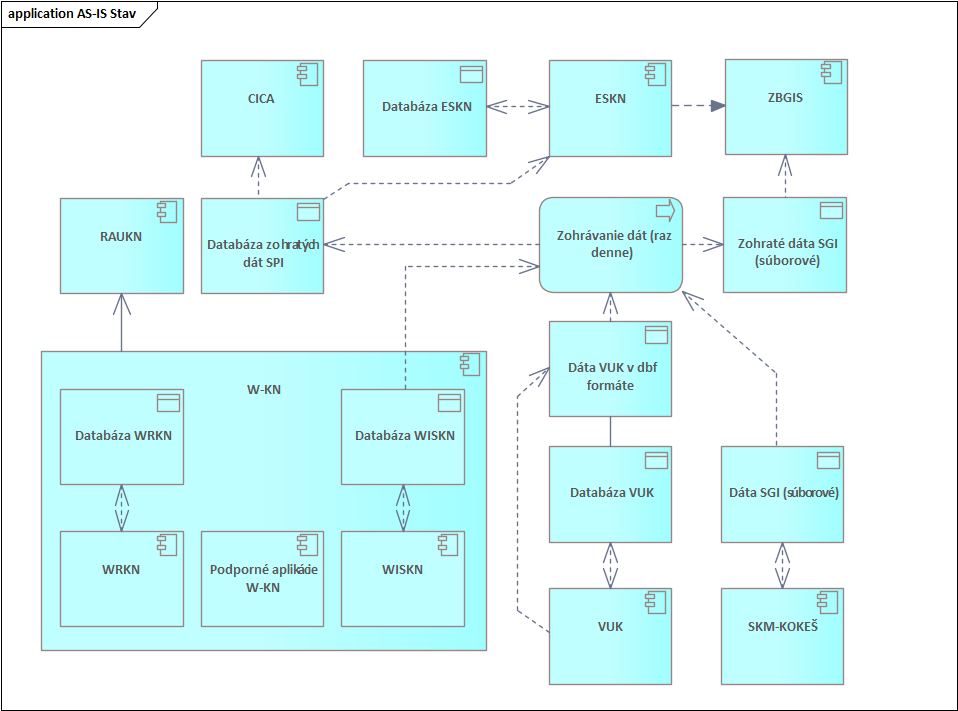 application AS-IS Stav
CICA
Databáza ESKN
ESKN
ZBGIS
RAUKN
Databáza zohratých
dát SPI
Zohrávanie dát (raz
denne)
Zohraté dáta SGI
(súborové)
W-KN
Dáta VUK v dbf
formáte
Databáza WRKN
Databáza WISKN
Databáza VUK
Dáta SGI (súborové)
WRKN
Podporné aplikácie
W-KN
WISKN
VUK
SKM-KOKEŠ